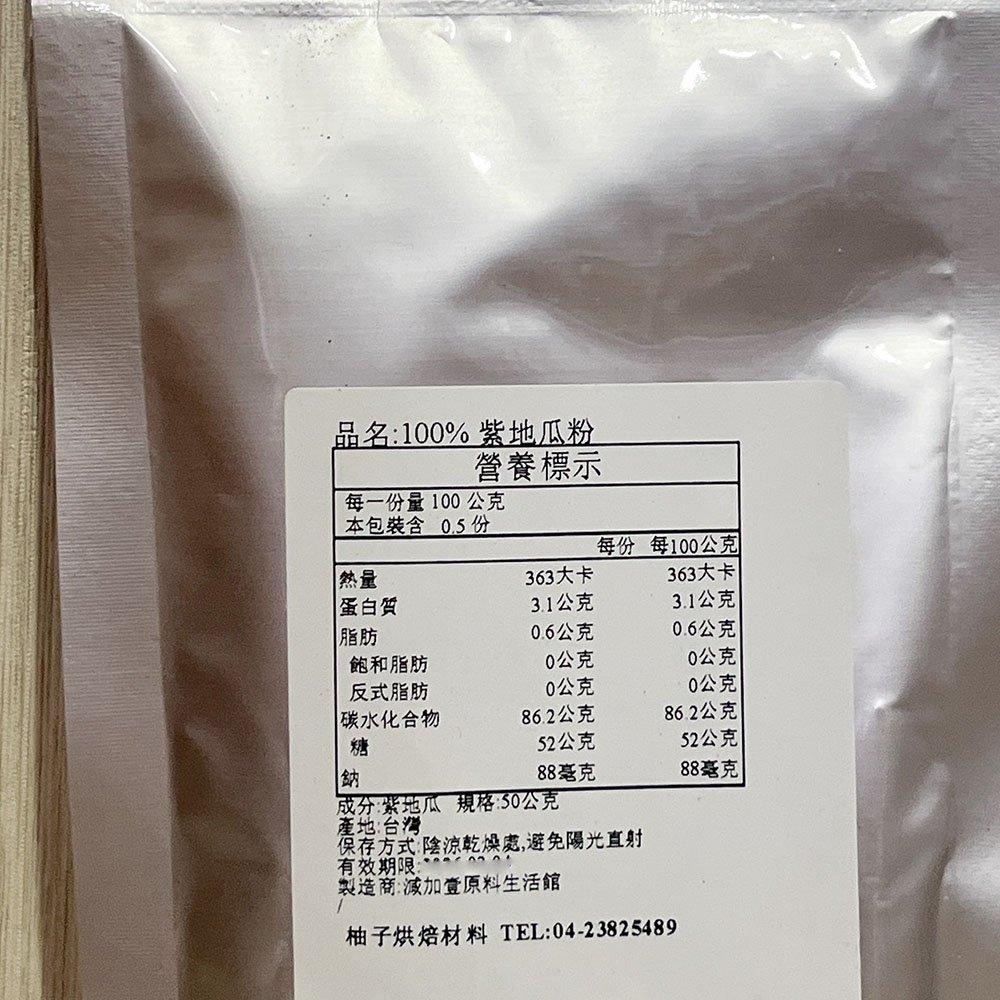 品名:100% 紫地瓜粉
營養標示
每一份量 100 公克
本包裝含 0.5 份
每份 每100公克
熱量 363大卡 363大卡
蛋白質 3.1公克 3.1公克
脂肪 0.6公克 0.6公克
飽和脂肪 0公克 0公克
反式脂肪 0公克 0公克
碳水化合物 86.2公克 86.2公克
糖 52公克 52公克
鈉 88毫克 88毫克
成分:紫地瓜 規格:50公克
產地:台灣
保存方式:陰涼乾燥處,避免陽光直射
有效期限:
製造商:減加壹原料生活館
/
柚子烘焙材料 TEL:04-23825489